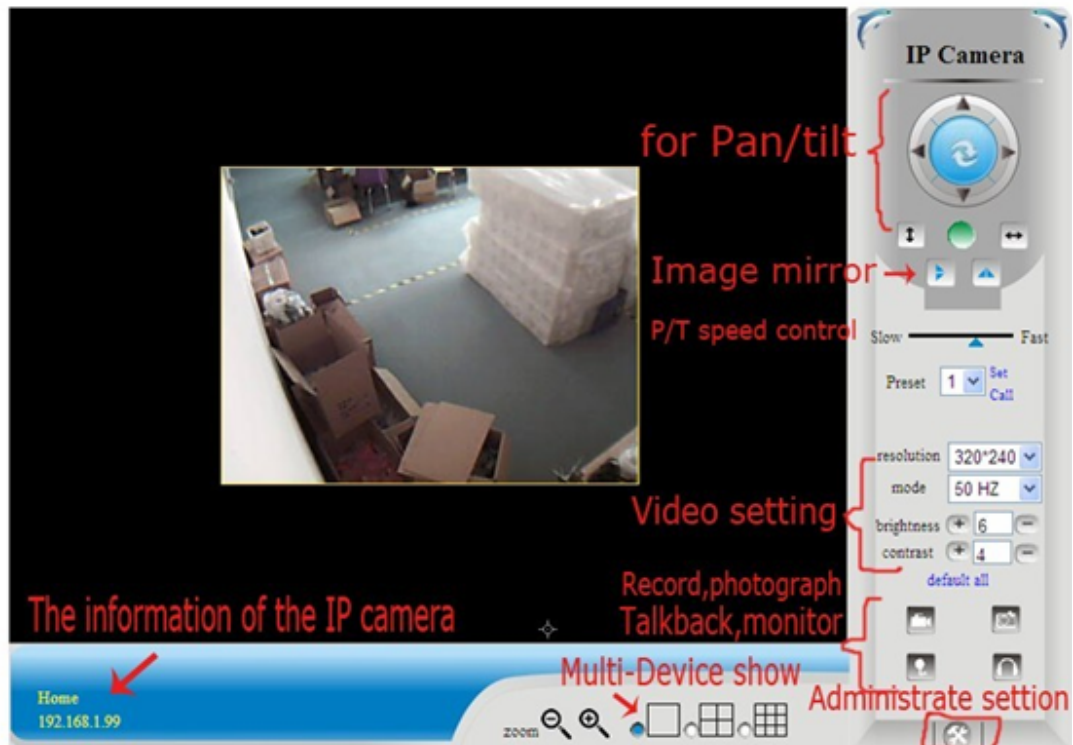 IP Camera
for Pan/tilt
Image mirror
P/T speed control
Slow
Fast
Preset
1
Set
Call
resolution
320*240
mode
50 HZ
Video setting
brightness
6
contrast
4
default all
Record,photograph
Talkback,monitor
The information of the IP camera
Multi-Device show
Administrate settion
Home
192.168.1.99
zoom